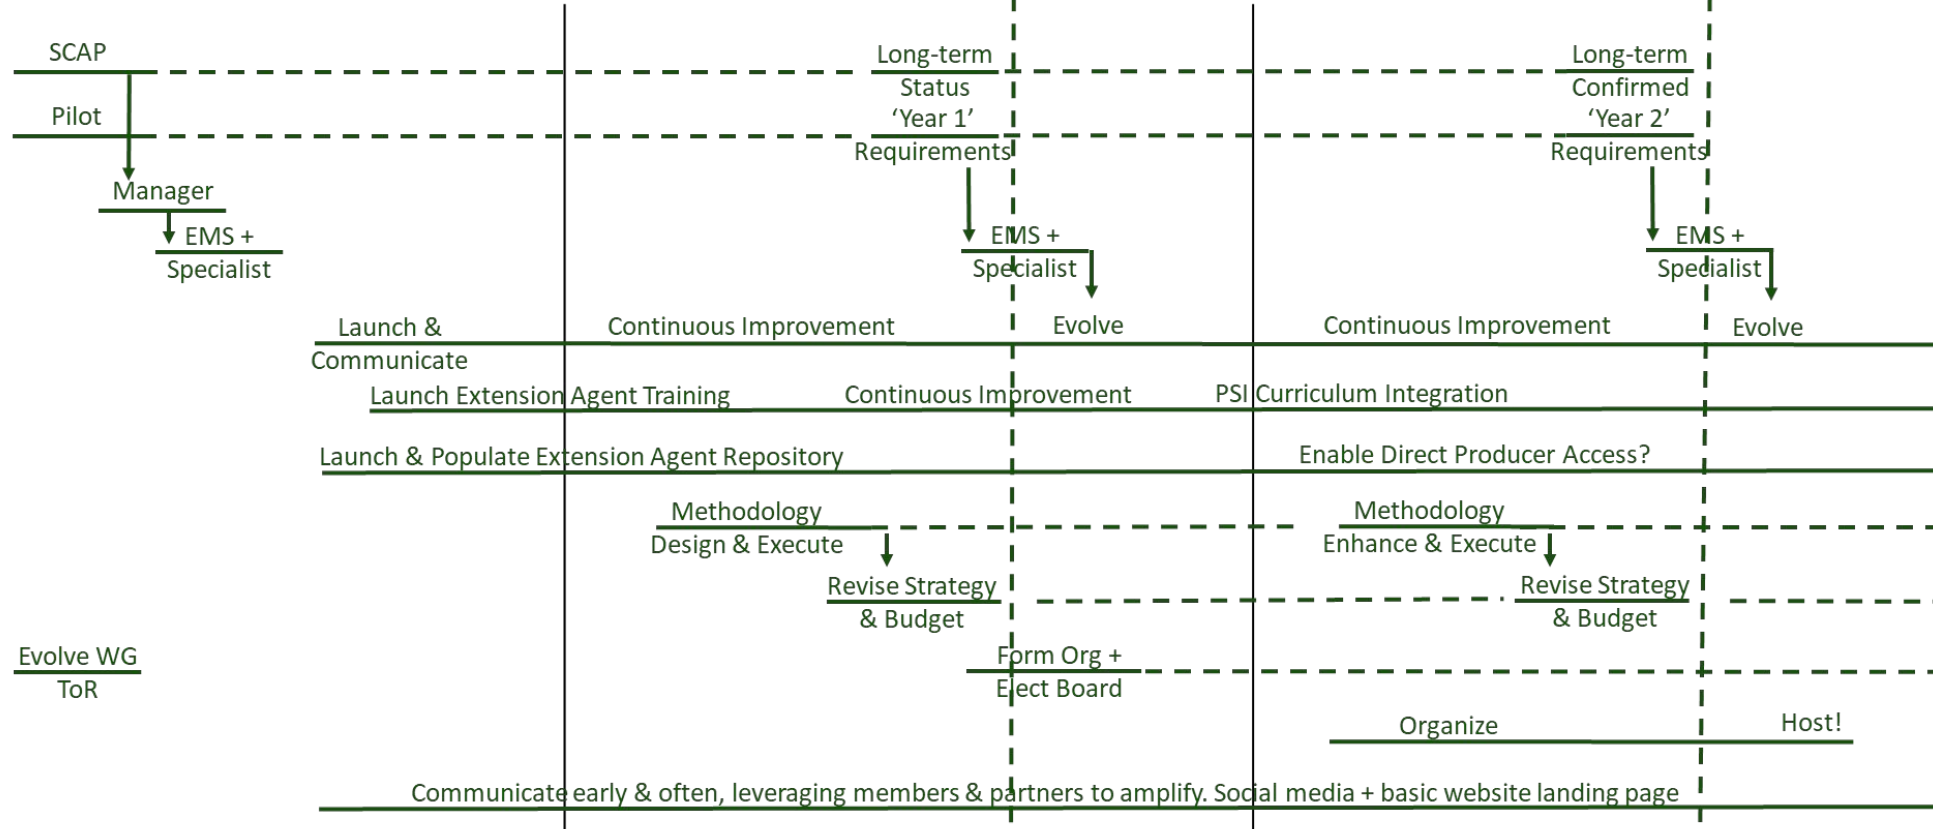 SCAP
Long-term
Long-term
Status
Confirmed
Pilot
‘Year 1’
‘Year 2’
Requirements
Requirements
Manager
EMS +
EMS +
EMS +
Specialist
Specialist
Specialist
Launch &
Continuous Improvement
Evolve
Continuous Improvement
Evolve
Communicate
Launch Extension Agent Training
Continuous Improvement
PSI Curriculum Integration
Launch & Populate Extension Agent Repository
Enable Direct Producer Access?
Methodology
Methodology
Design & Execute
Enhance & Execute
Revise Strategy
Revise Strategy
& Budget
& Budget
Evolve WG
Form Org +
ToR
Elect Board
Organize
Host!
Communicate early & often, leveraging members & partners to amplify. Social media + basic website landing page